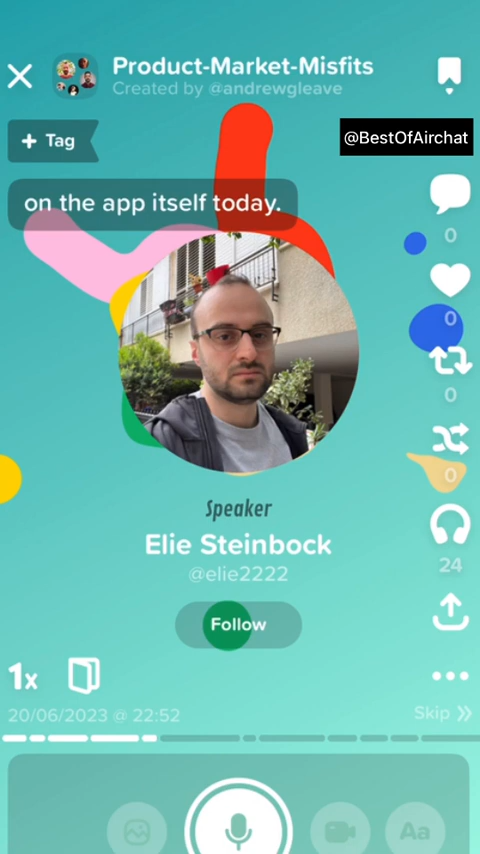 Product-Market-Misfits
Created by @andrewgleave
+ Tag
@BestOfAirchat
on the app itself today.
0
0
0
0
24
Speaker
Elie Steinbock
@elie2222
Follow
1x
20/06/2023 @ 22:52
Skip
Aa